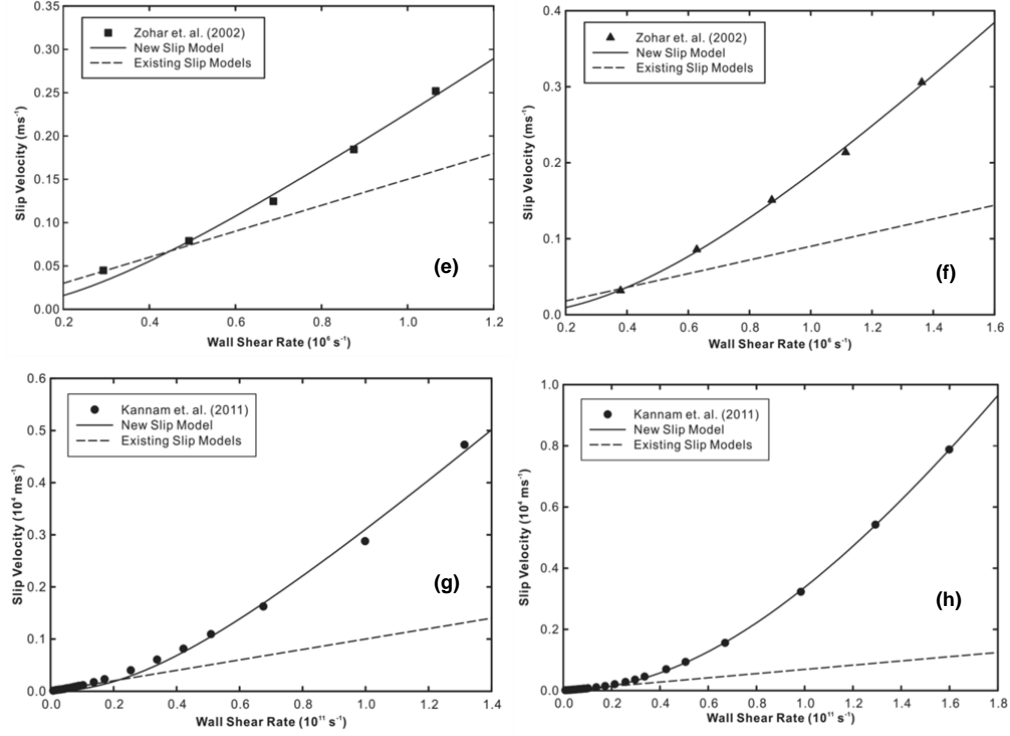 0.35
0.30
0.25
0.20
0.15
0.10
0.05
0.00
Slip Velocity (ms⁻¹)
Zohar et. al. (2002)
New Slip Model
Existing Slip Models
(e)
0.2 0.4 0.6 0.8 1.0 1.2
Wall Shear Rate (10⁶ s⁻¹)
0.4
0.3
0.2
0.1
0.0
Slip Velocity (ms⁻¹)
Zohar et. al. (2002)
New Slip Model
Existing Slip Models
(f)
0.2 0.4 0.6 0.8 1.0 1.2 1.4 1.6
Wall Shear Rate (10⁶ s⁻¹)
0.6
0.5
0.4
0.3
0.2
0.1
0.0
Slip Velocity (10⁴ ms⁻¹)
Kannam et. al. (2011)
New Slip Model
Existing Slip Models
(g)
0.0 0.2 0.4 0.6 0.8 1.0 1.2 1.4
Wall Shear Rate (10¹¹ s⁻¹)
1.0
0.8
0.6
0.4
0.2
0.0
Slip Velocity (10⁴ ms⁻¹)
Kannam et. al. (2011)
New Slip Model
Existing Slip Models
(h)
0.0 0.2 0.4 0.6 0.8 1.0 1.2 1.4 1.6 1.8
Wall Shear Rate (10¹¹ s⁻¹)